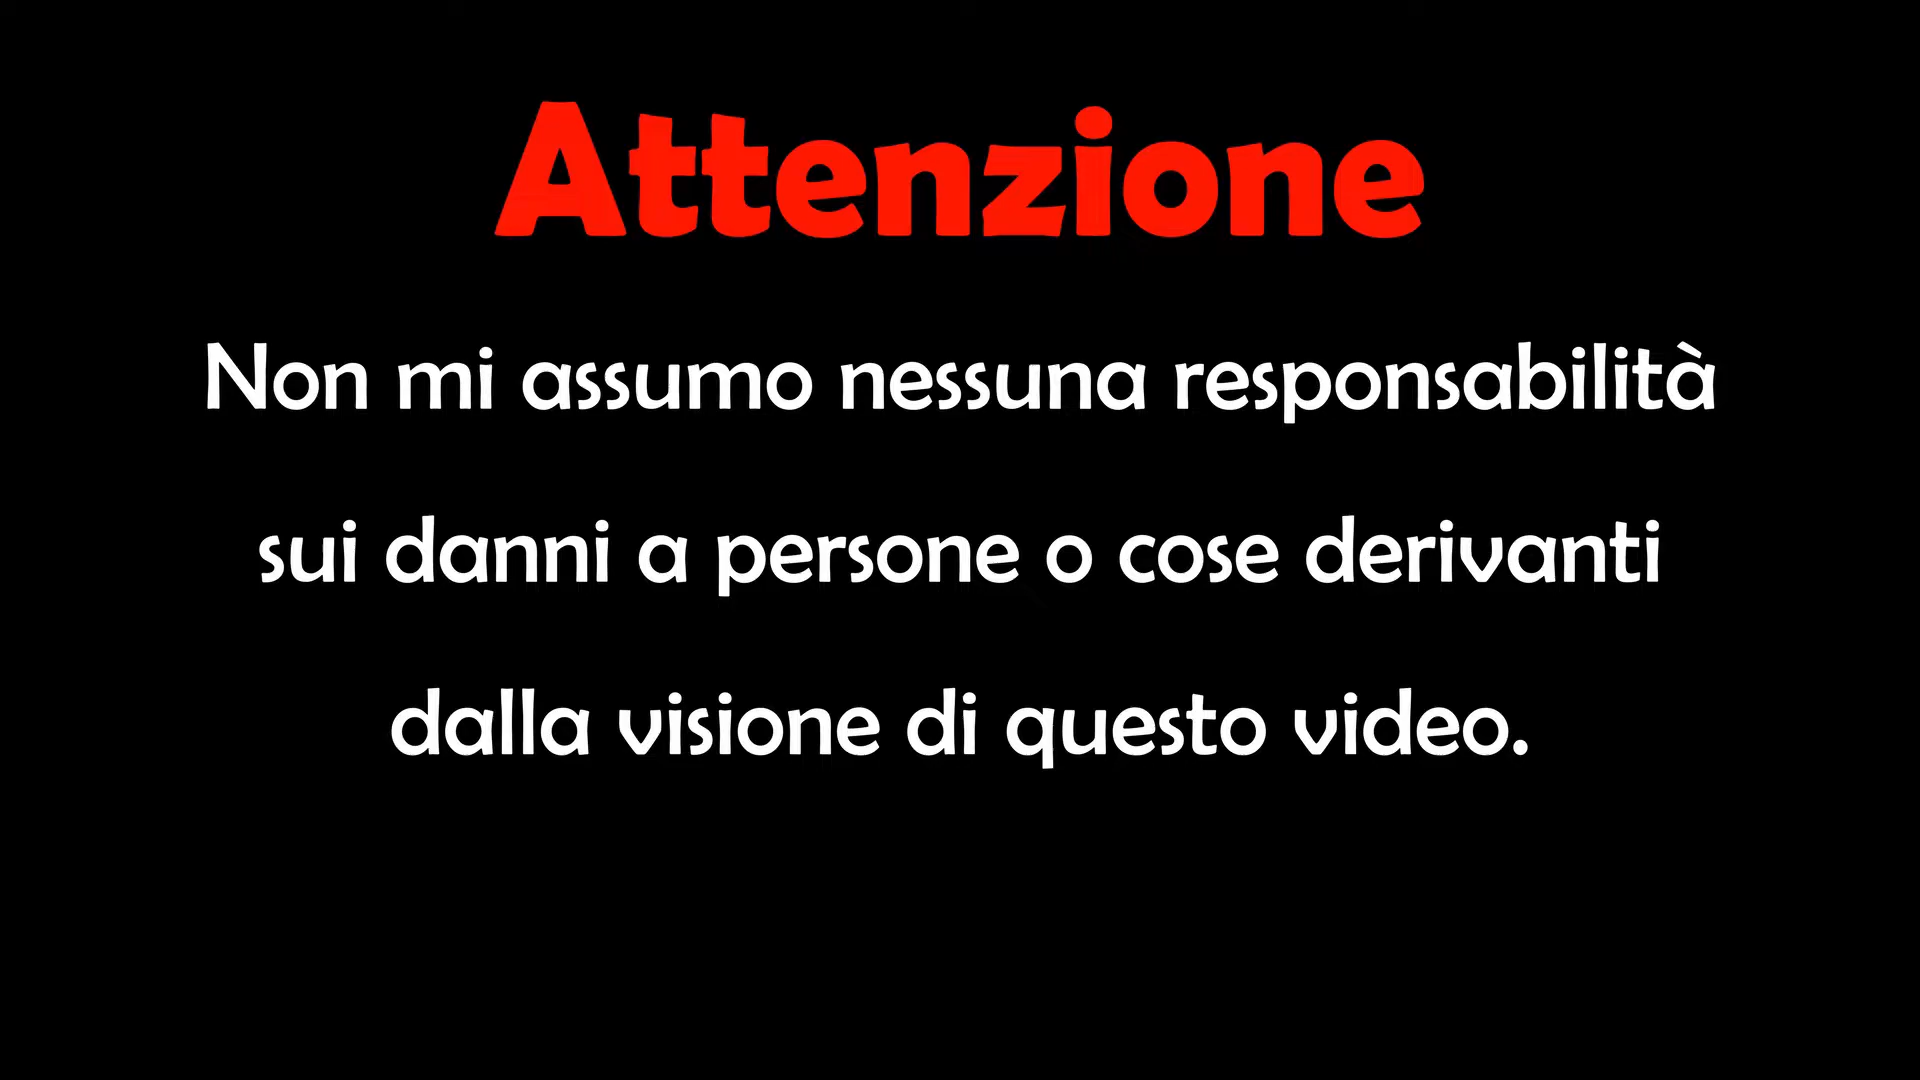 Attenzione
Non mi assumo nessuna responsabilità
sui danni a persone o cose derivanti
dalla visione di questo video.